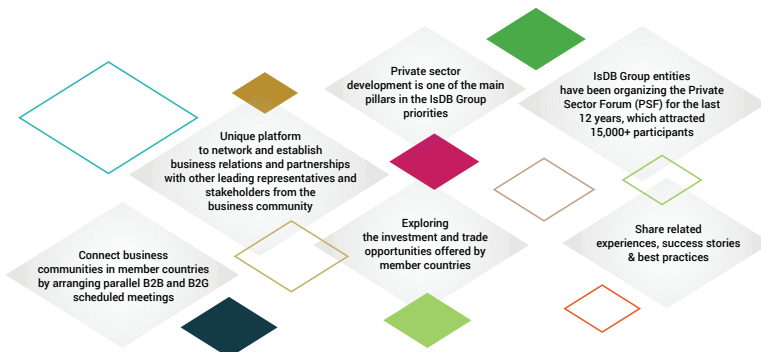 Private sector
development is one of the main
pillars in the IsDB Group
priorities
IsDB Group entities
have been organizing the Private
Sector Forum (PSF) for the last
12 years, which attracted
15,000+ participants
Unique platform
to network and establish
business relations and partnerships
with other leading representatives and
stakeholders from the
business community
Exploring
the investment and trade
opportunities offered by
member countries
Share related
experiences, success stories
& best practices
Connect business
communities in member countries
by arranging parallel B2B and B2G
scheduled meetings